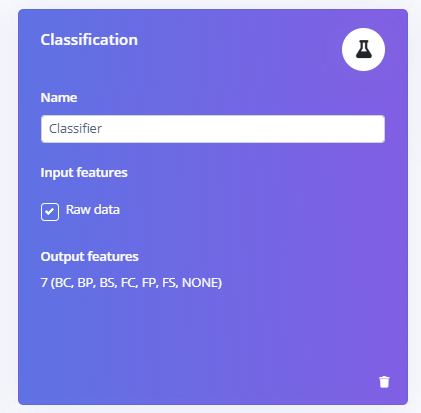 Classification
Name
Classifier
Input features
Raw data
Output features
7 (BC, BP, BS, FC, FP, FS, NONE)